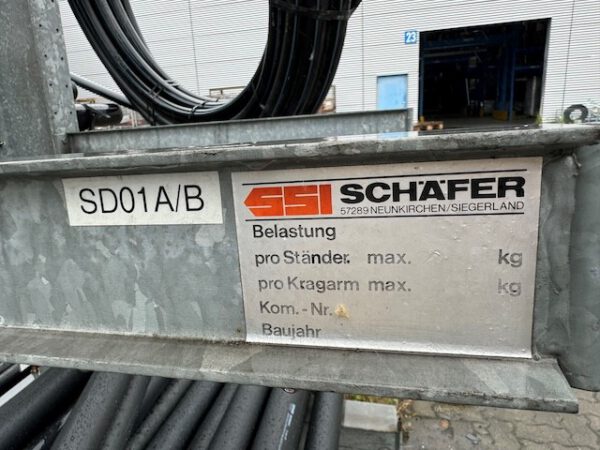 23
SD01A/B
SSI SCHÄFER
57289 NEUNKIRCHEN/SIEGERLAND
Belastung
pro Ständer max. kg
pro Kragarm max. kg
Kom.-Nr.
Baujahr